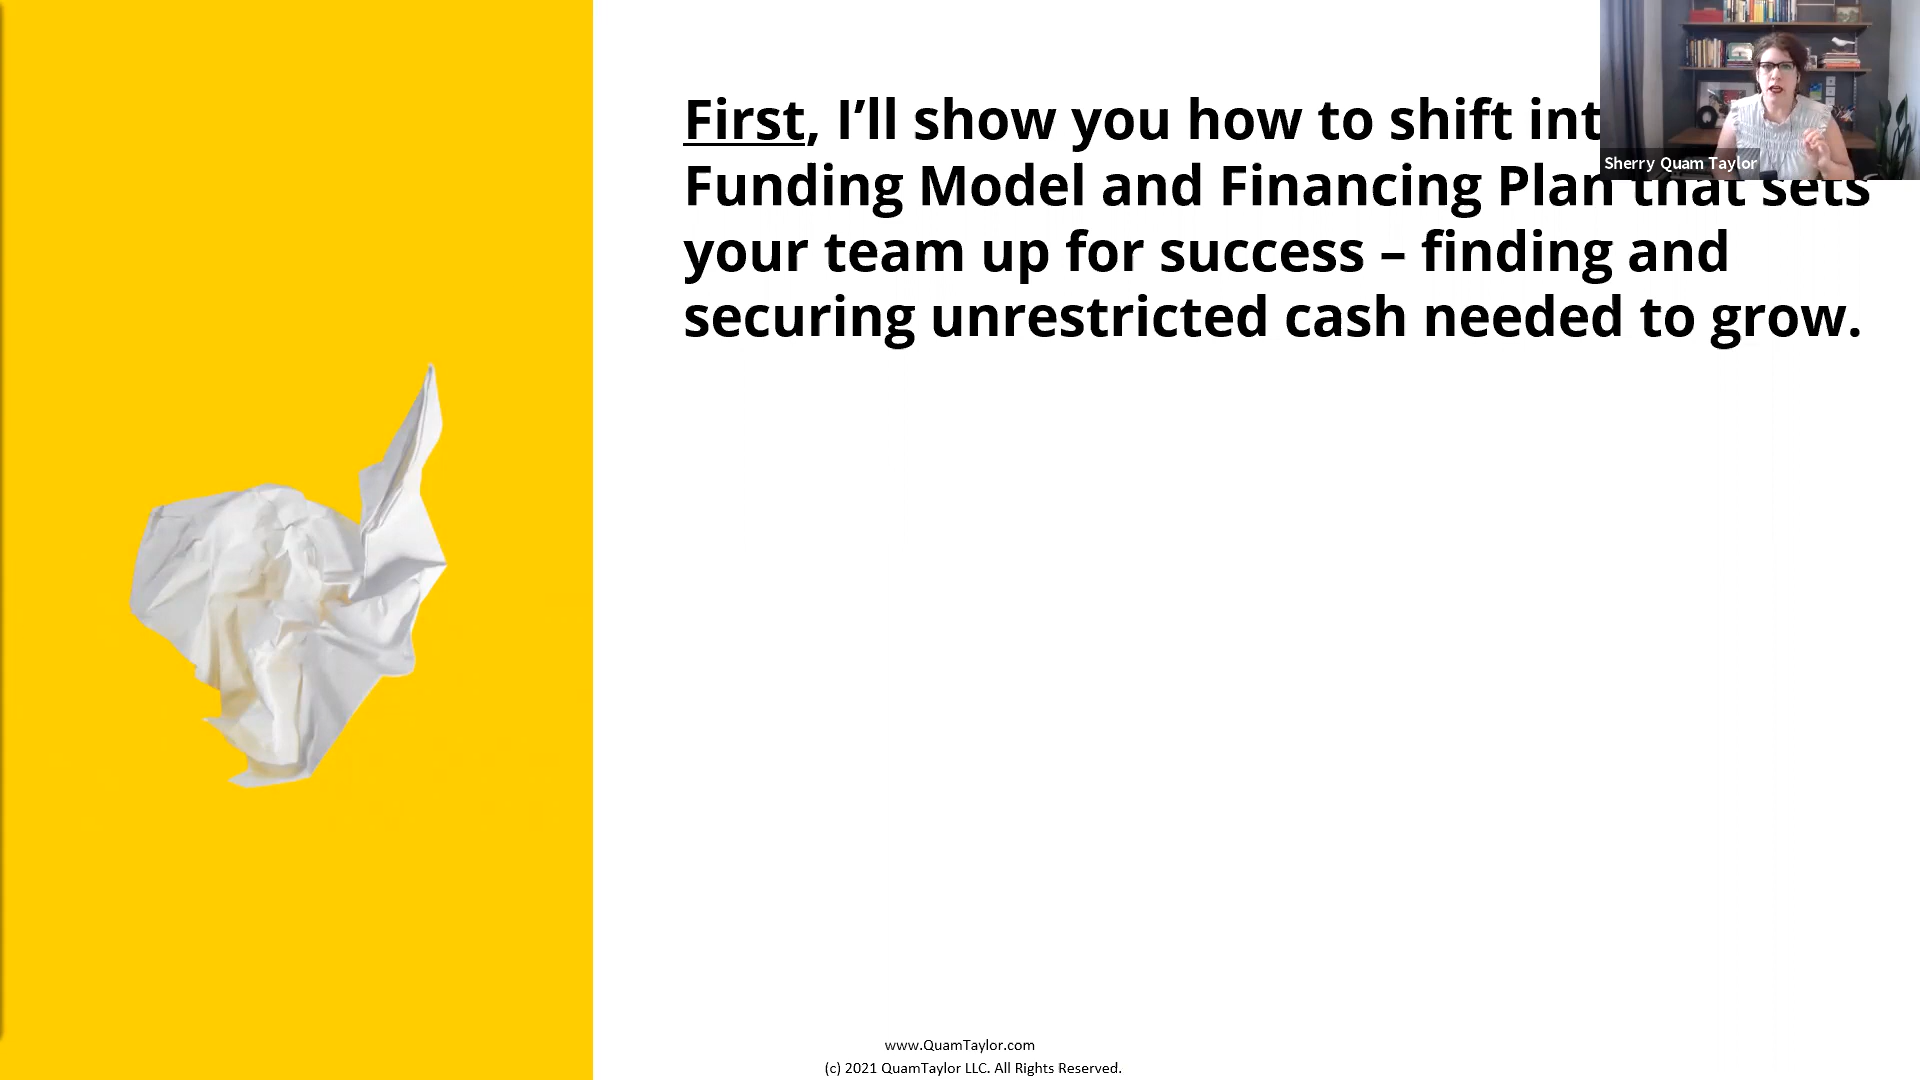 First, I’ll show you how to shift int
Funding Model and Financing Plan that sets
your team up for success – finding and
securing unrestricted cash needed to grow.
Sherry Quam Taylor
www.QuamTaylor.com
(c) 2021 QuamTaylor LLC. All Rights Reserved.